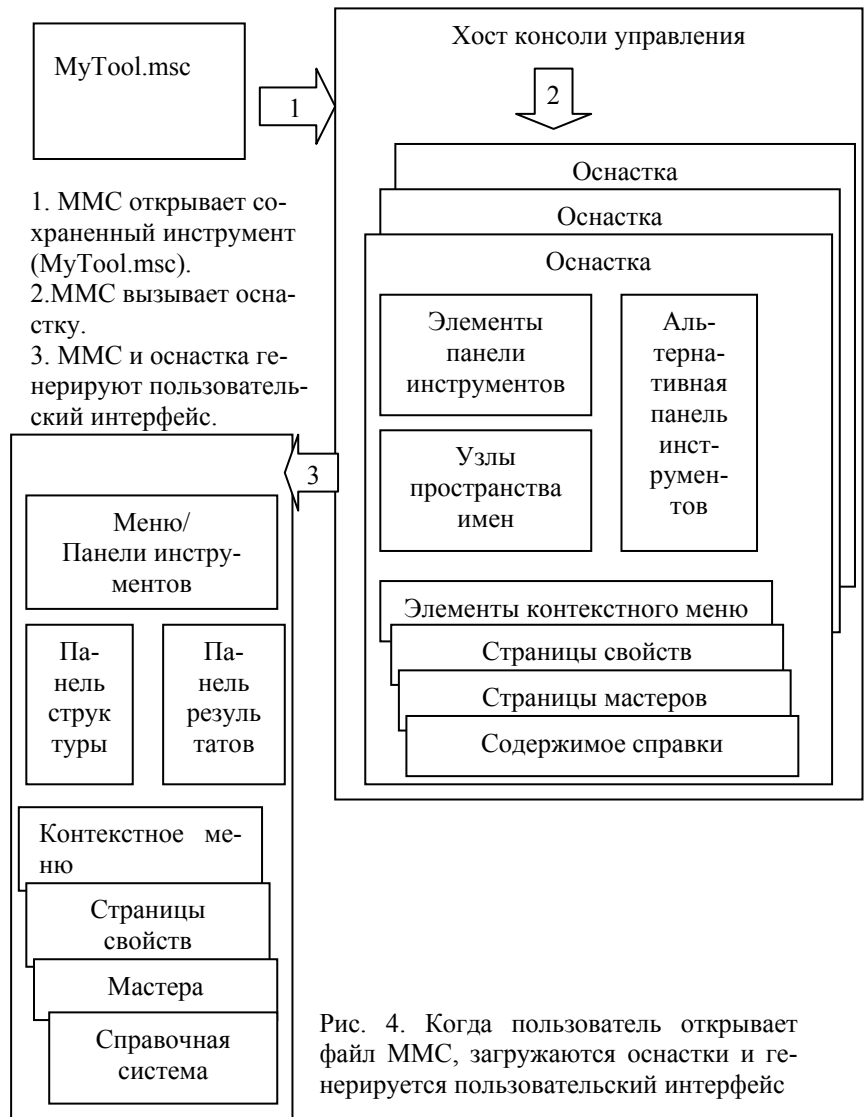 MyTool.msc
1
Хост консоли управления
2
1. ММС открывает со-
храненный инструмент
(MyTool.msc).
2.ММС вызывает осна-
стку.
3. ММС и оснастка ге-
нерируют пользователь-
ский интерфейс.
Оснастка
Оснастка
Оснастка
Элементы
панели
инструментов
Аль-
терна-
тивная
панель
инст-
румен-
тов
Узлы
пространства
имен
Элементы контекстного меню
Страницы свойств
Страницы мастеров
Содержимое справки
3
Меню/
Панели инстру-
ментов
Па-
нель
струк
туры
Па-
нель
резуль
татов
Контекстное ме-
ню
Страницы
свойств
Мастера
Справочная
система
Рис. 4. Когда пользователь открывает
файл ММС, загружаются оснастки и ге-
нерируется пользовательский интерфейс